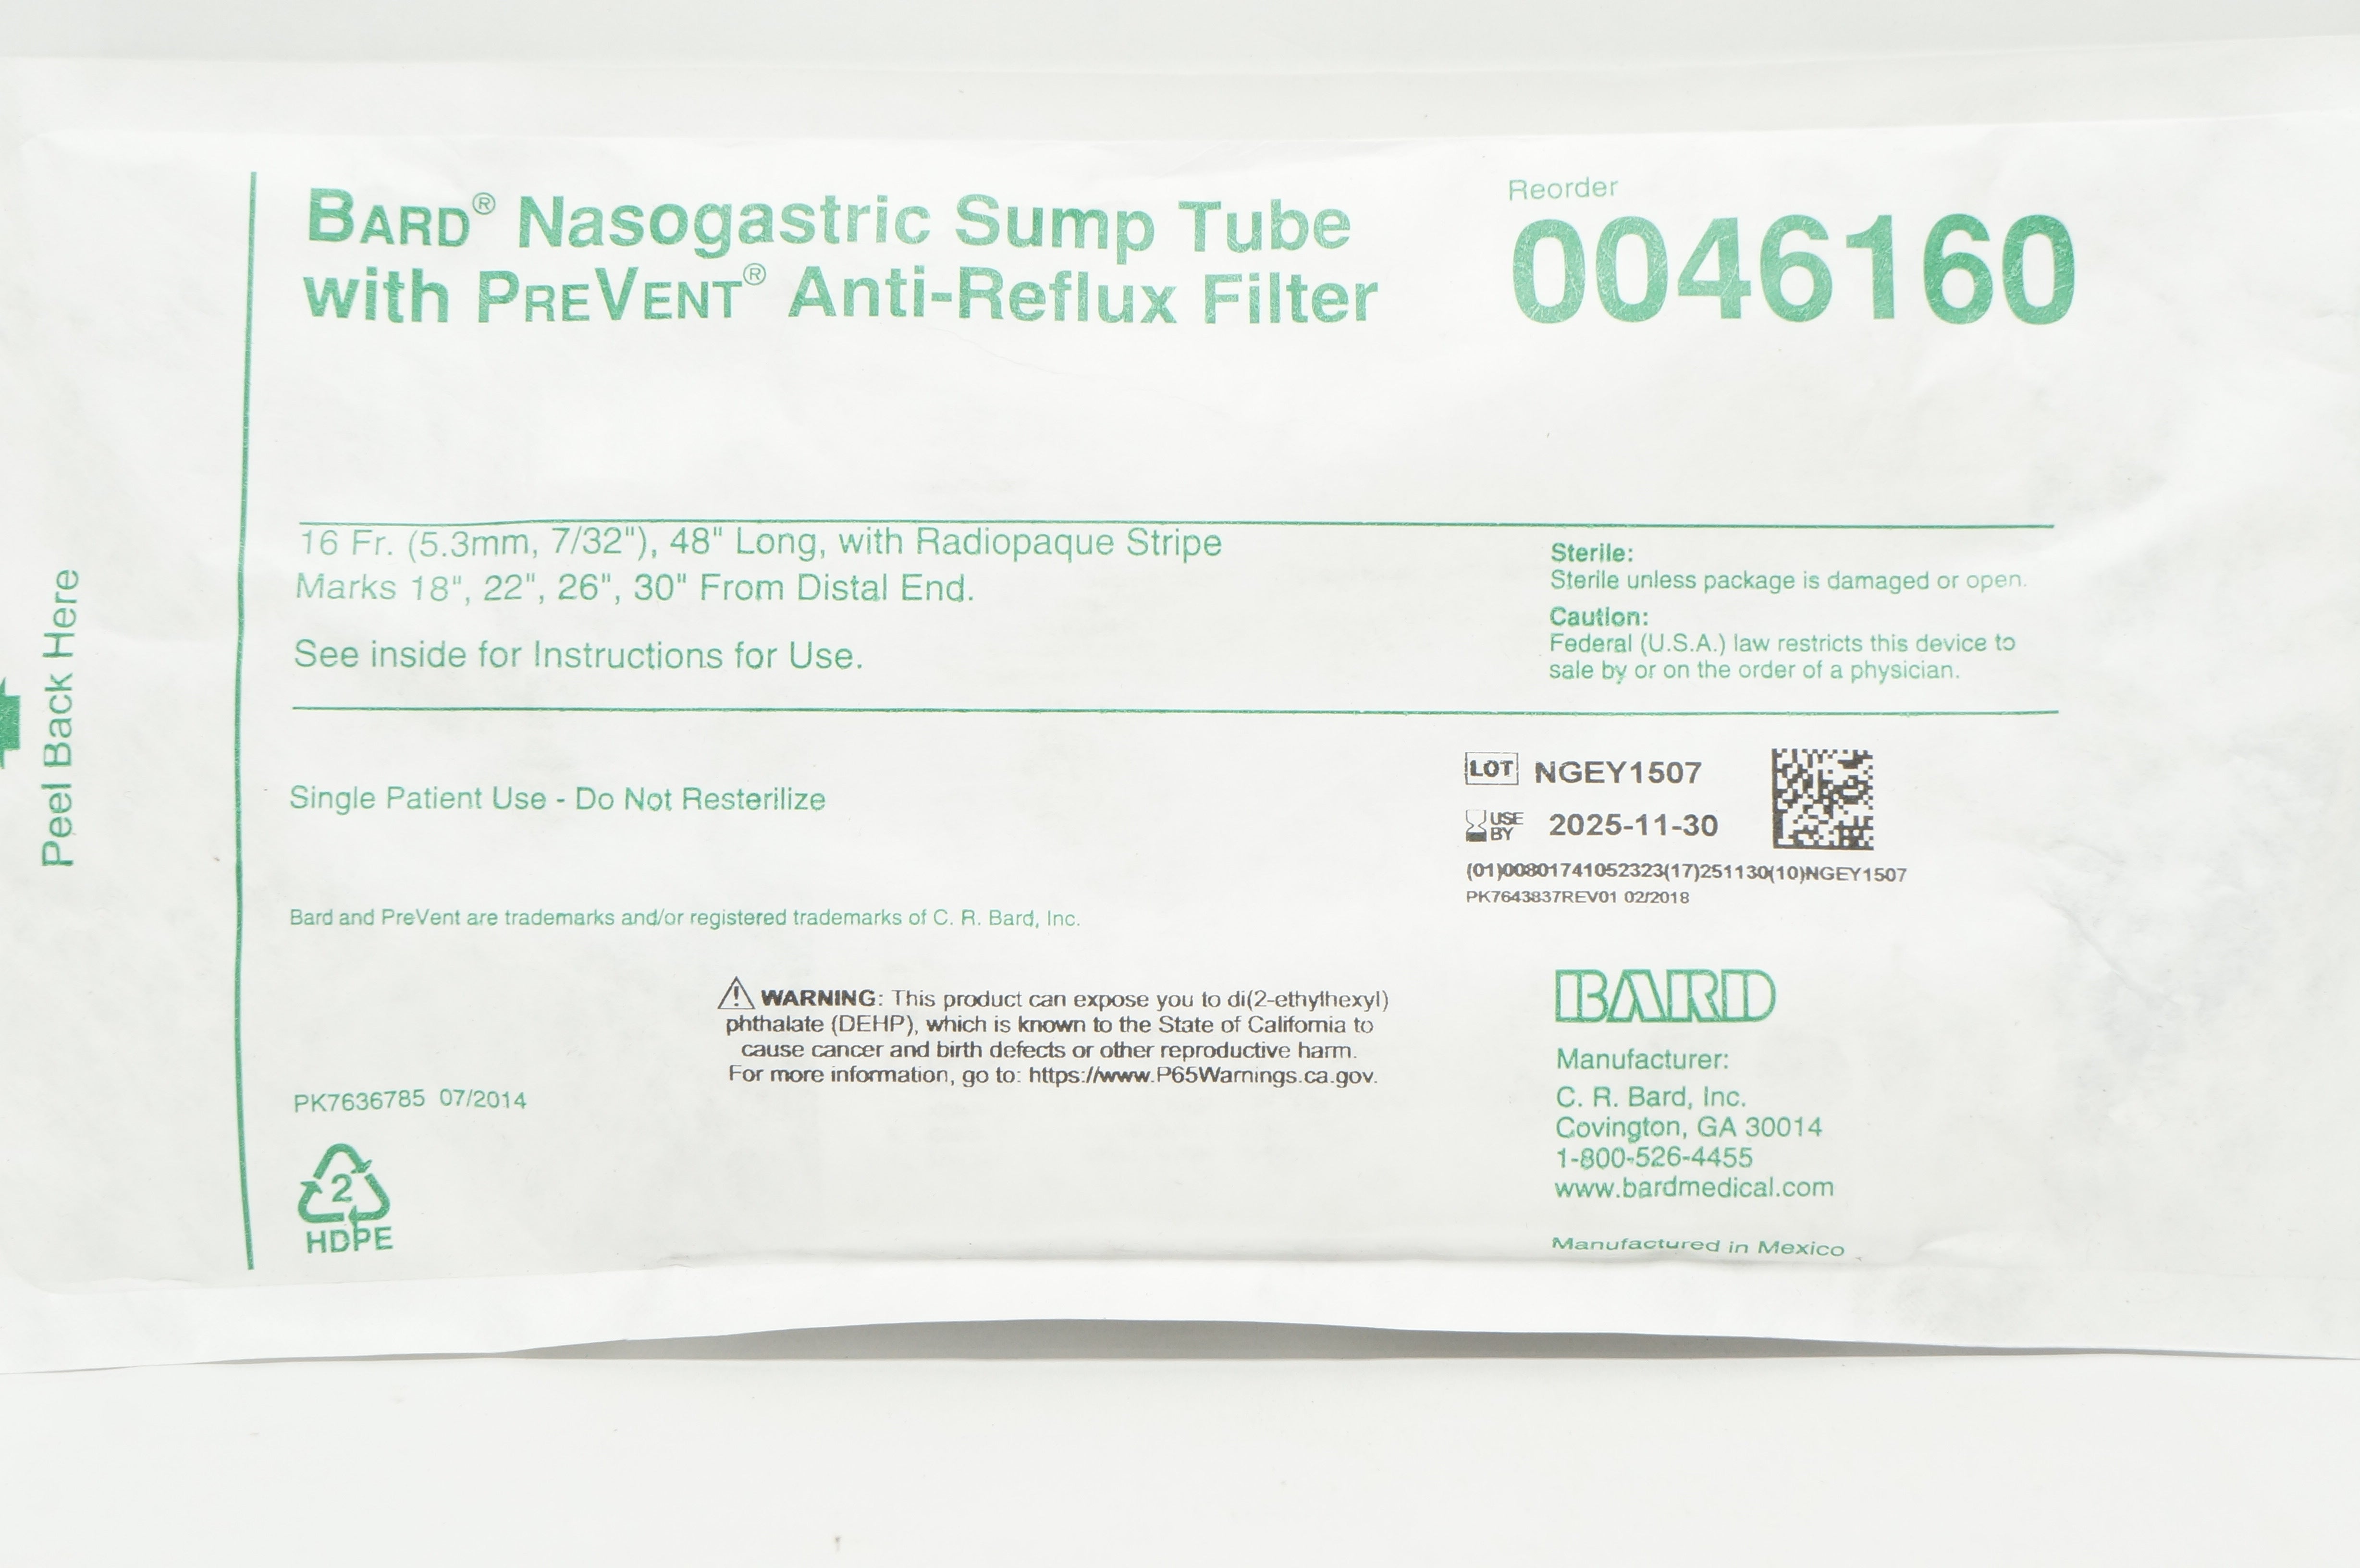 BARD® Nasogastric Sump Tube
with PREVENT® Anti-Reflux Filter
Reorder
0046160
16 Fr. (5.3mm, 7/32"), 48" Long, with Radiopaque Stripe
Marks 18", 22", 26", 30" From Distal End.
See inside for Instructions for Use.
Sterile:
Sterile unless package is damaged or open.
Caution:
Federal (U.S.A.) law restricts this device to
sale by or on the order of a physician.
Peel Back Here
Single Patient Use - Do Not Resterilize
LOT NGEY1507
USE
BY 2025-11-30
(01)00801741052323(17)251130(10)NGEY1507
PK7643837REV01 02/2018
Bard and PreVent are trademarks and/or registered trademarks of C. R. Bard, Inc.
WARNING: This product can expose you to di(2-ethylhexyl)
phthalate (DEHP), which is known to the State of California to
cause cancer and birth defects or other reproductive harm.
For more information, go to: https://www.P65Warnings.ca.gov.
PK7636785 07/2014
2
HDPE
BARD
Manufacturer:
C. R. Bard, Inc.
Covington, GA 30014
1-800-526-4455
www.bardmedical.com
Manufactured in Mexico